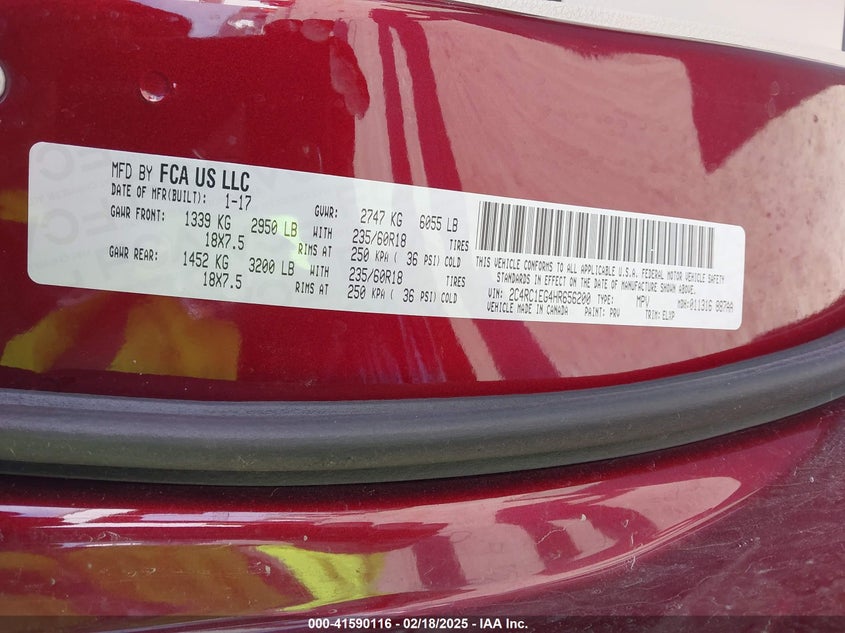 MFD BY FCA US LLC
DATE OF MFR(BUILT): 1-17 GVWR: 2747 KG 6055 LB
GAWR FRONT: 1339 KG 2950 LB WITH 235/60R18 TIRES
18X7.5 RIMS AT 250 KPA ( 36 PSI) COLD
GAWR REAR: 1452 KG 3200 LB WITH 235/60R18 TIRES
18X7.5 RIMS AT 250 KPA ( 36 PSI) COLD
THIS VEHICLE CONFORMS TO ALL APPLICABLE U.S.A. FEDERAL MOTOR VEHICLE SAFETY
STANDARDS IN EFFECT ON THE DATE OF MANUFACTURE SHOWN ABOVE.
VIN: 2C4RC1EG4HR656200 TYPE: MPV MDH: 011316 887AA
VEHICLE MADE IN CANADA PAINT: PRV TRIM: ELXP
000-41590116 - 02/18/2025 - IAA Inc.